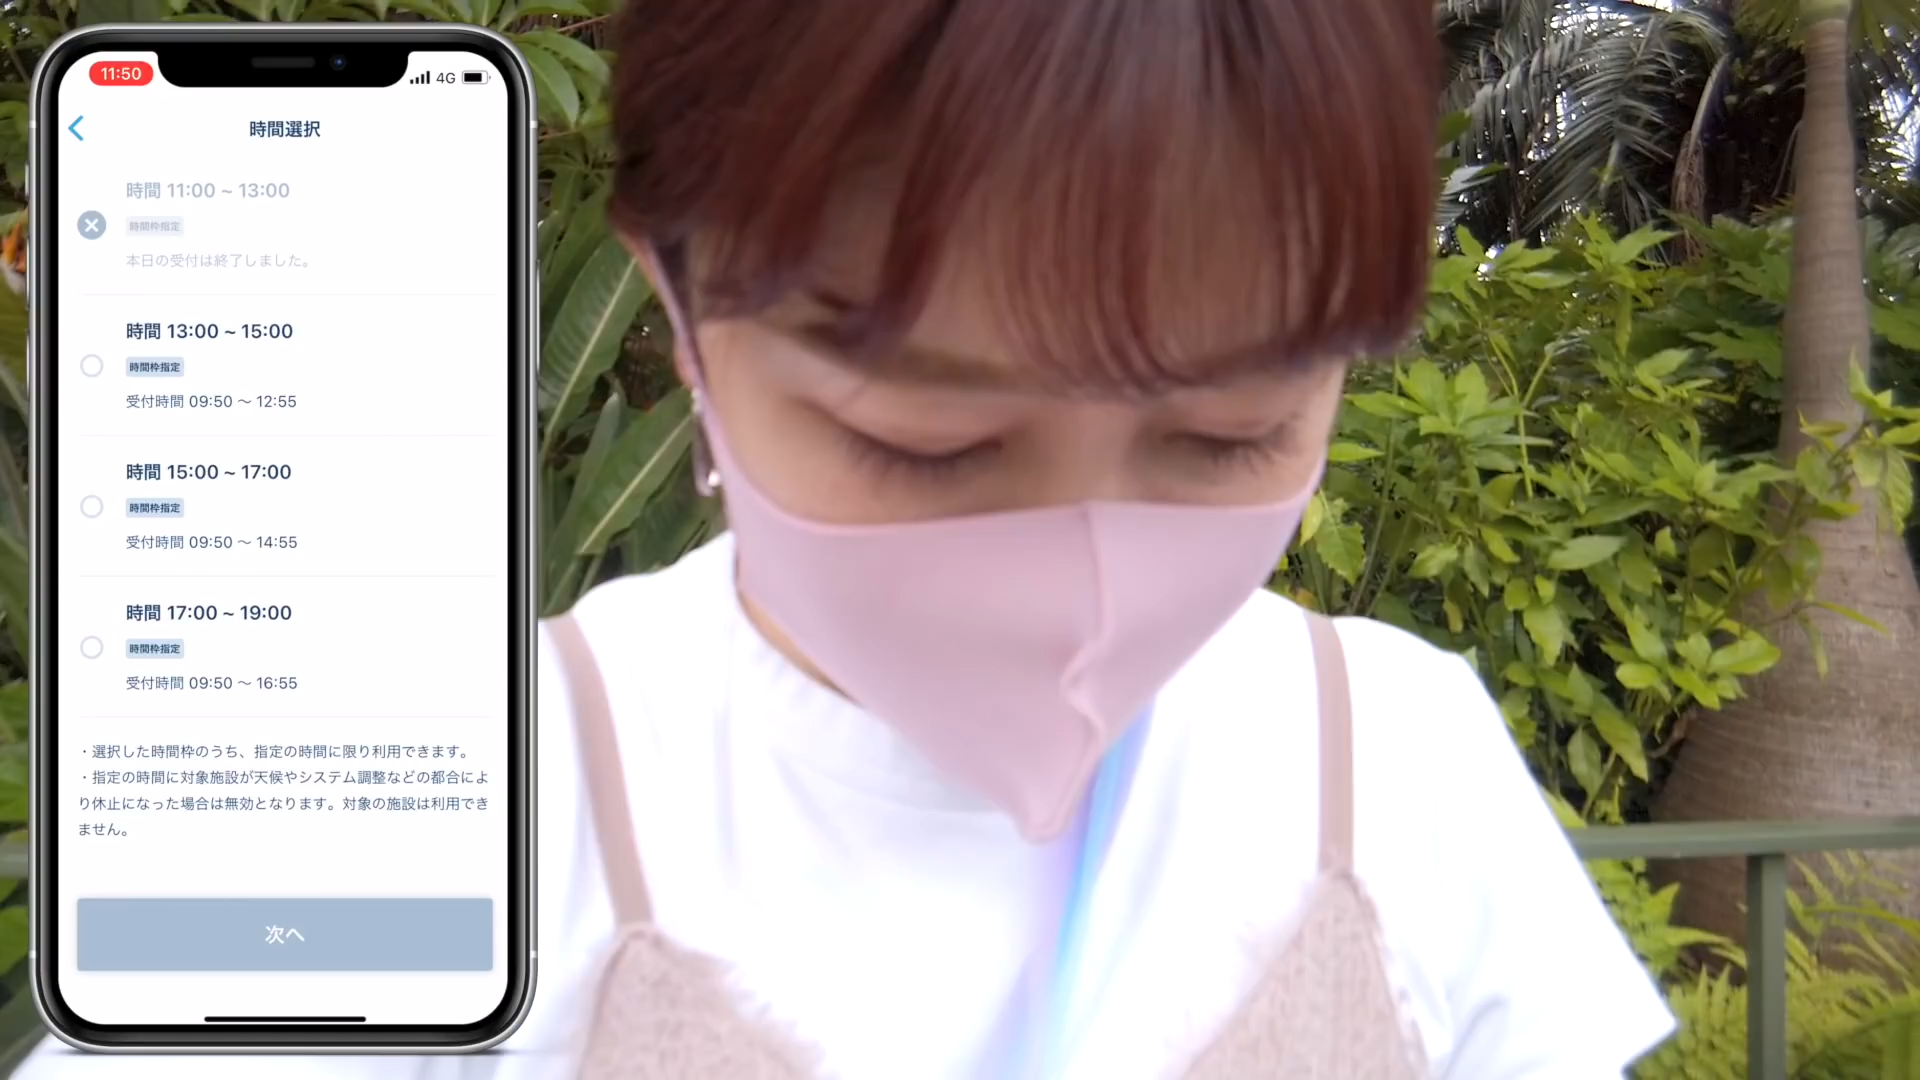 11:50
4G
時間選択
時間 11:00 ~ 13:00
時間枠指定
本日の受付は終了しました。
時間 13:00 ~ 15:00
時間枠指定
受付時間 09:50 〜 12:55
時間 15:00 ~ 17:00
時間枠指定
受付時間 09:50 〜 14:55
時間 17:00 ~ 19:00
時間枠指定
受付時間 09:50 〜 16:55
・選択した時間枠のうち、指定の時間に限り利用できます。
・指定の時間に対象施設が天候やシステム調整などの都合によ
り休止になった場合は無効となります。対象の施設は利用でき
ません。
次へ